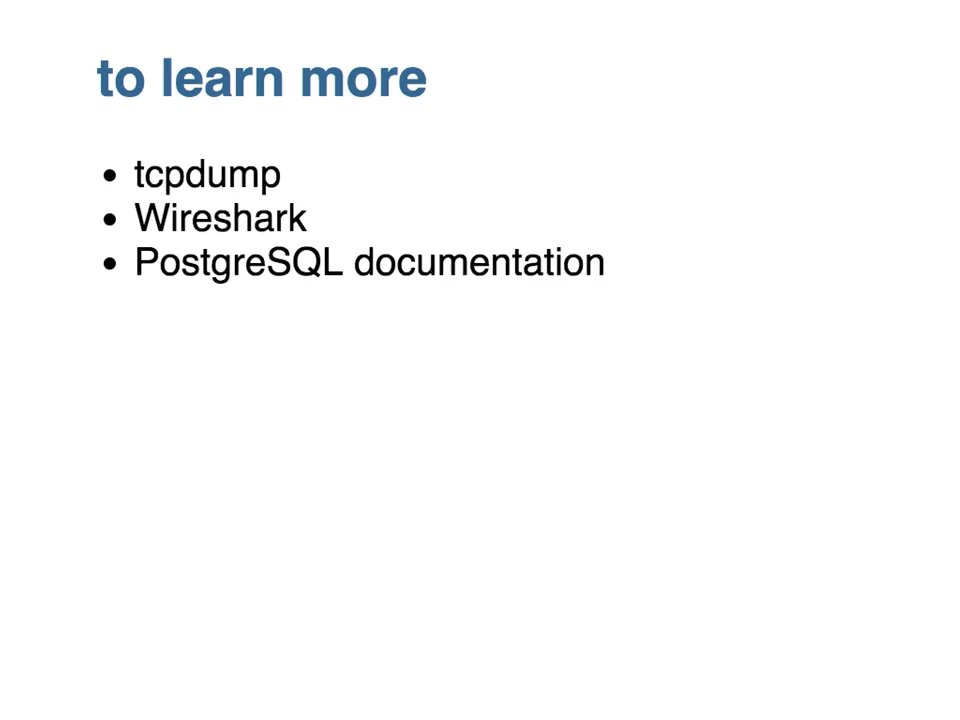 to learn more
• tcpdump
• Wireshark
• PostgreSQL documentation